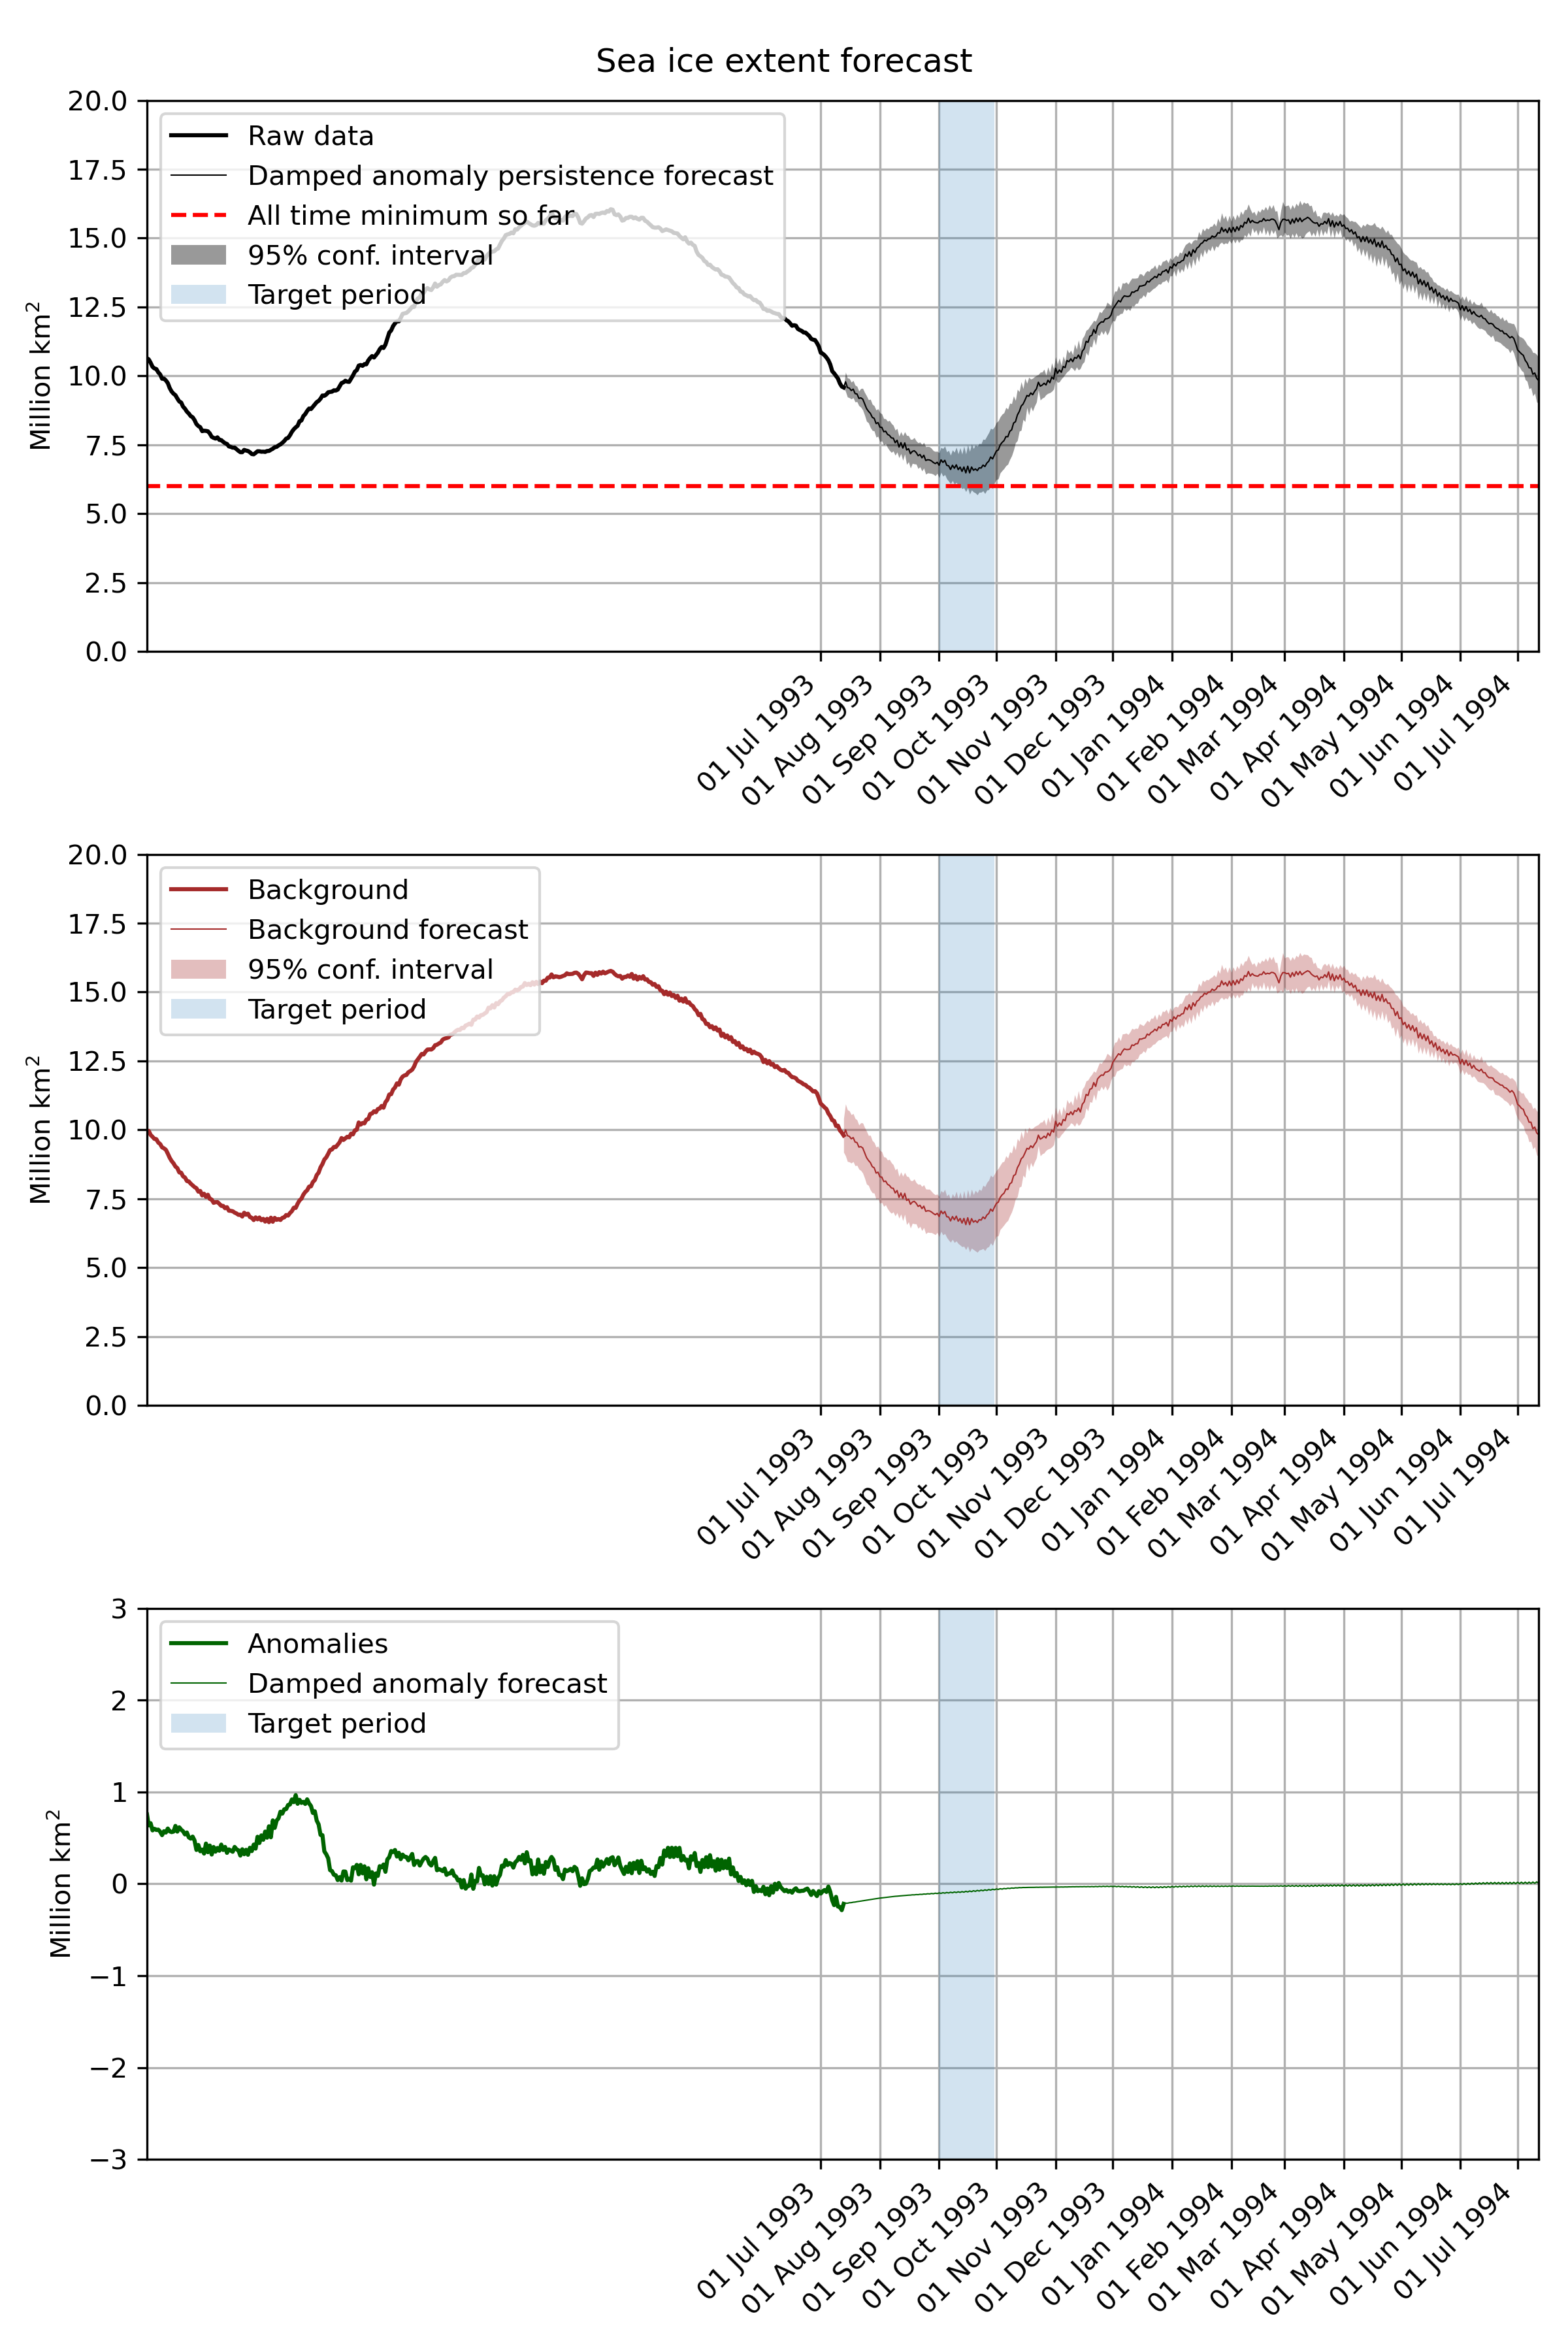 Sea ice extent forecast
20.0
17.5
15.0
12.5
10.0
7.5
5.0
2.5
0.0
Million km²
Raw data
Damped anomaly persistence forecast
All time minimum so far
95% conf. interval
Target period
01 Jul 1993
01 Aug 1993
01 Sep 1993
01 Oct 1993
01 Nov 1993
01 Dec 1993
01 Jan 1994
01 Feb 1994
01 Mar 1994
01 Apr 1994
01 May 1994
01 Jun 1994
01 Jul 1994
20.0
17.5
15.0
12.5
10.0
7.5
5.0
2.5
0.0
Million km²
Background
Background forecast
95% conf. interval
Target period
01 Jul 1993
01 Aug 1993
01 Sep 1993
01 Oct 1993
01 Nov 1993
01 Dec 1993
01 Jan 1994
01 Feb 1994
01 Mar 1994
01 Apr 1994
01 May 1994
01 Jun 1994
01 Jul 1994
3
2
1
0
−1
−2
−3
Million km²
Anomalies
Damped anomaly forecast
Target period
01 Jul 1993
01 Aug 1993
01 Sep 1993
01 Oct 1993
01 Nov 1993
01 Dec 1993
01 Jan 1994
01 Feb 1994
01 Mar 1994
01 Apr 1994
01 May 1994
01 Jun 1994
01 Jul 1994